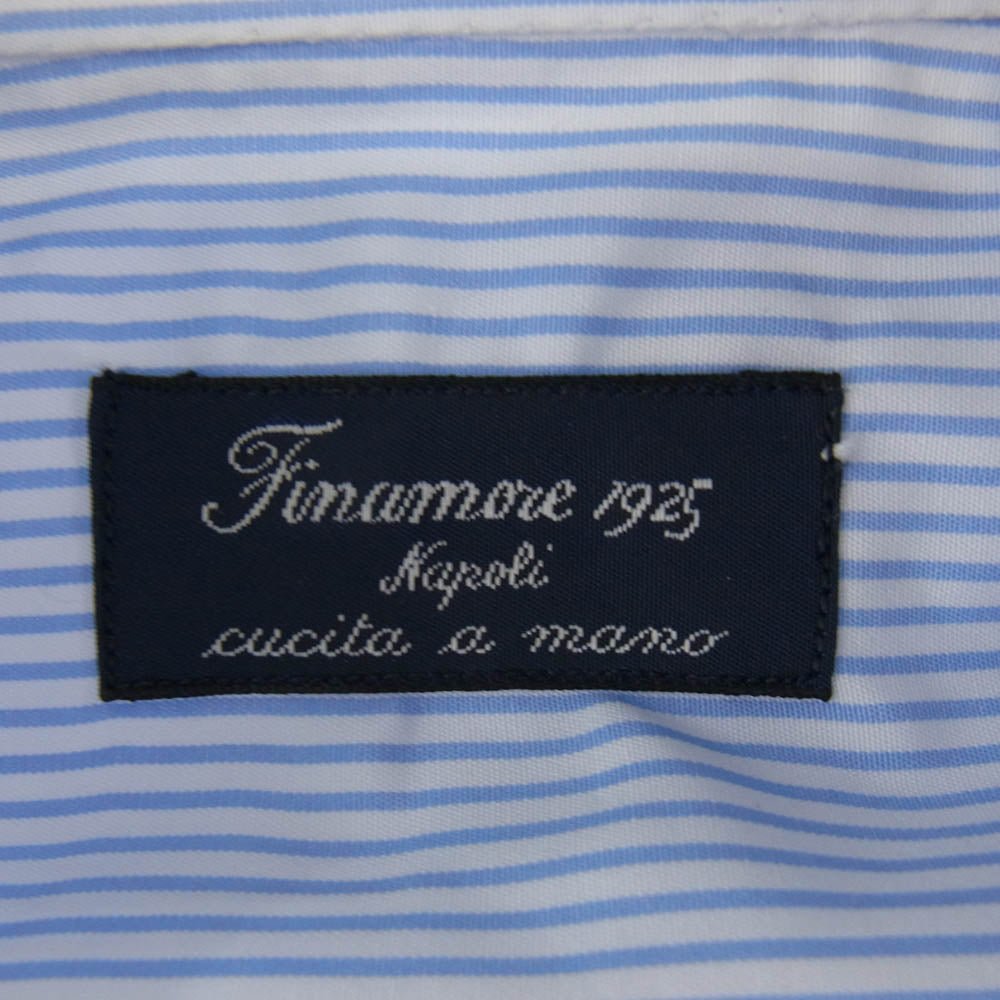 Finamore 1925
Napoli
cucita a mano